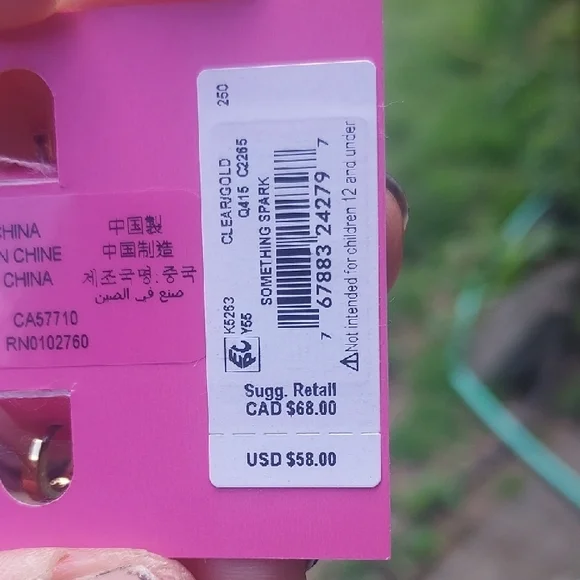 CHINA
N CHINE
CHINA
中国製
中国制造
제조국명.중국
صنع في الصين
CA57710
RN0102760
250
CLEAR/GOLD
Q415 C2265
SOMETHING SPARK
7 67883 24279 7
Not intended for children 12 and under
K5263
Y55
Sugg. Retail
CAD $68.00
USD $58.00